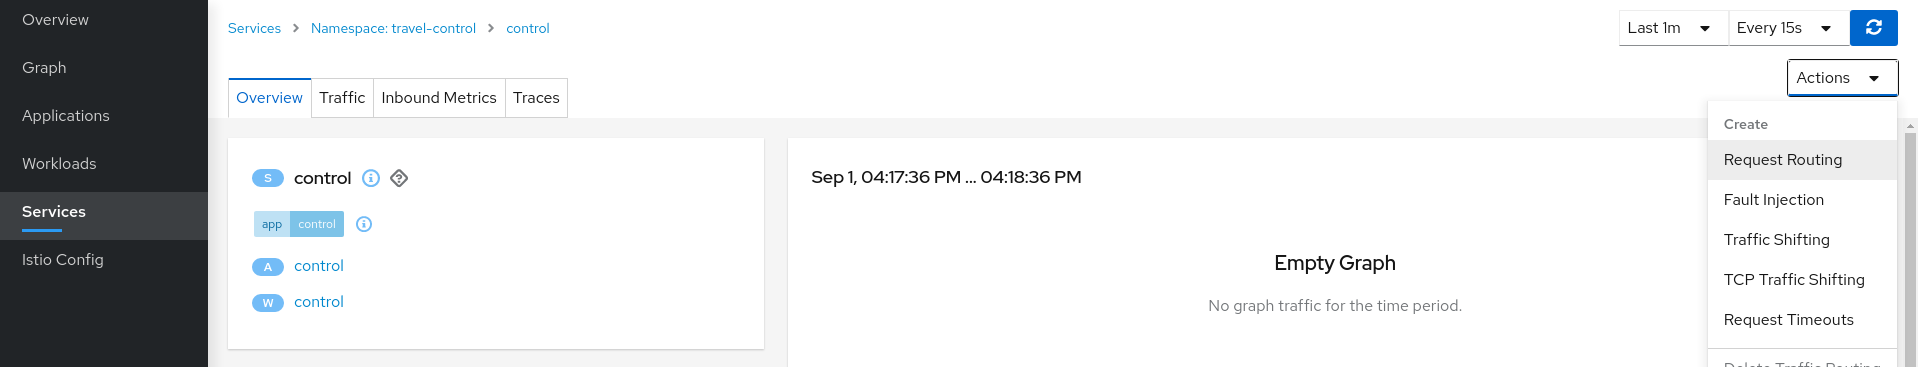 Overview
Graph
Applications
Workloads
Services
Istio Config
Services > Namespace: travel-control > control
Last 1m
Every 15s
Actions
Overview
Traffic
Inbound Metrics
Traces
S control
app control
A control
W control
Sep 1, 04:17:36 PM ... 04:18:36 PM
Empty Graph
No graph traffic for the time period.
Create
Request Routing
Fault Injection
Traffic Shifting
TCP Traffic Shifting
Request Timeouts
Delete Traffic Routing